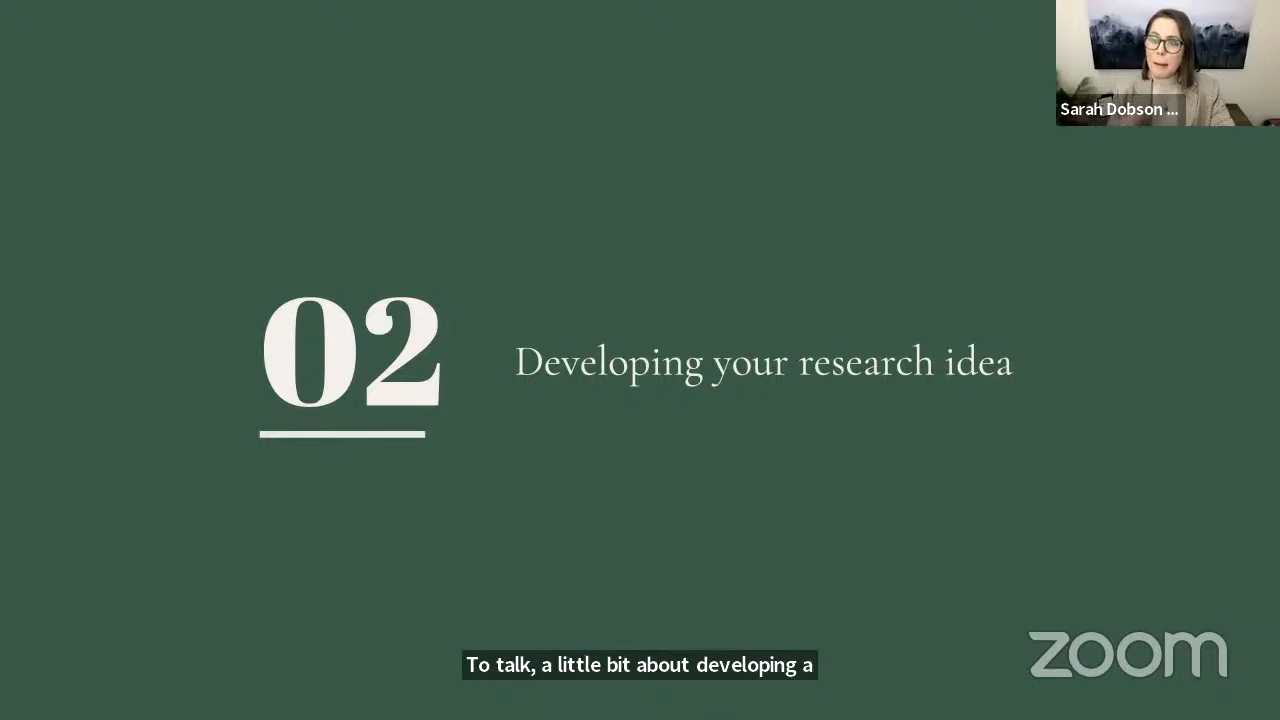 Sarah Dobson ...
02
Developing your research idea
To talk, a little bit about developing a
zoom